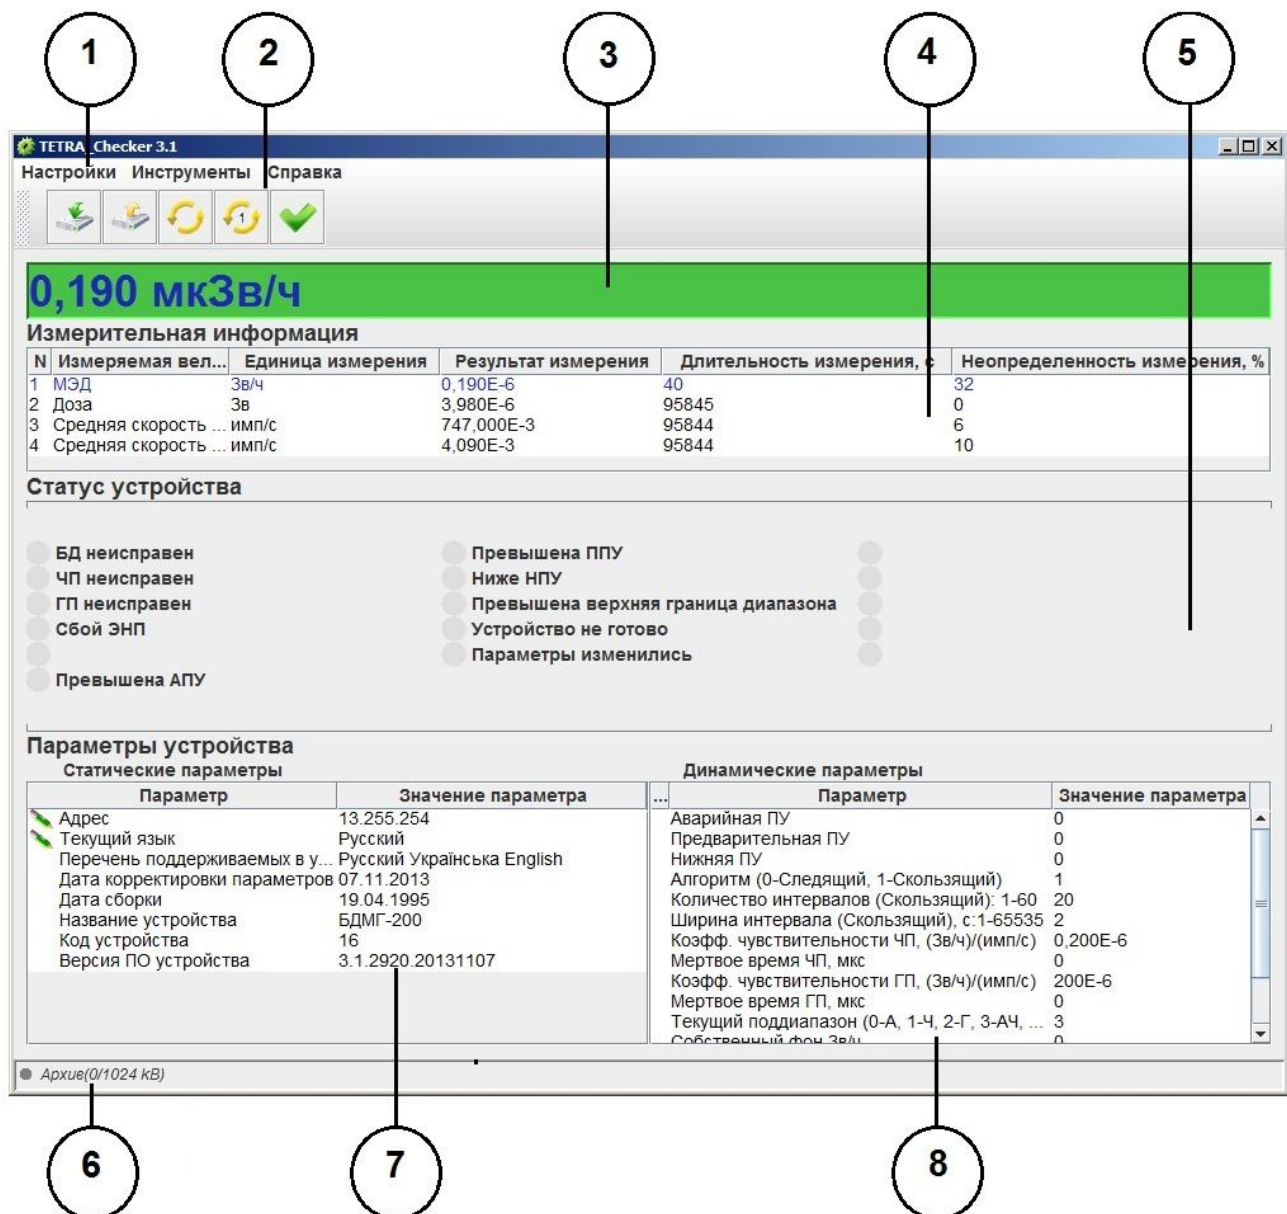 1 2 3 4 5
TETRA_Checker 3.1
Настройки Инструменты Справка
1
0,190 мкЗв/ч
Измерительная информация
N Измеряемая вел... Единица измерения Результат измерения Длительность измерения, с Неопределенность измерения, %
1 МЭД Зв/ч 0,190E-6 40 32
2 Доза Зв 3,980E-6 95845 0
3 Средняя скорость ... имп/с 747,000E-3 95844 6
4 Средняя скорость ... имп/с 4,090E-3 95844 10
Статус устройства
БД неисправен Превышена ППУ
ЧП неисправен Ниже НПУ
ГП неисправен Превышена верхняя граница диапазона
Сбой ЭНП Устройство не готово
Параметры изменились
Превышена АПУ
Параметры устройства
Статические параметры Динамические параметры
Параметр Значение параметра ... Параметр Значение параметра
Адрес 13.255.254 Аварийная ПУ 0
Текущий язык Русский Предварительная ПУ 0
Перечень поддерживаемых в у... Русский Українська English Нижняя ПУ 0
Дата корректировки параметров 07.11.2013 Алгоритм (0-Следящий, 1-Скользящий) 1
Дата сборки 19.04.1995 Количество интервалов (Скользящий): 1-60 20
Название устройства БДМГ-200 Ширина интервала (Скользящий), с:1-65535 2
Код устройства 16 Коэфф. чувствительности ЧП, (Зв/ч)/(имп/с) 0,200E-6
Версия ПО устройства 3.1.2920.20131107 Мертвое время ЧП, мкс 0
Коэфф. чувствительности ГП, (Зв/ч)/(имп/с) 200E-6
Мертвое время ГП, мкс 0
Текущий поддиапазон (0-А, 1-Ч, 2-Г, 3-АЧ, ... 3
Собственный фон Зв/ч 0
Архив(0/1024 kB)
6 7 8